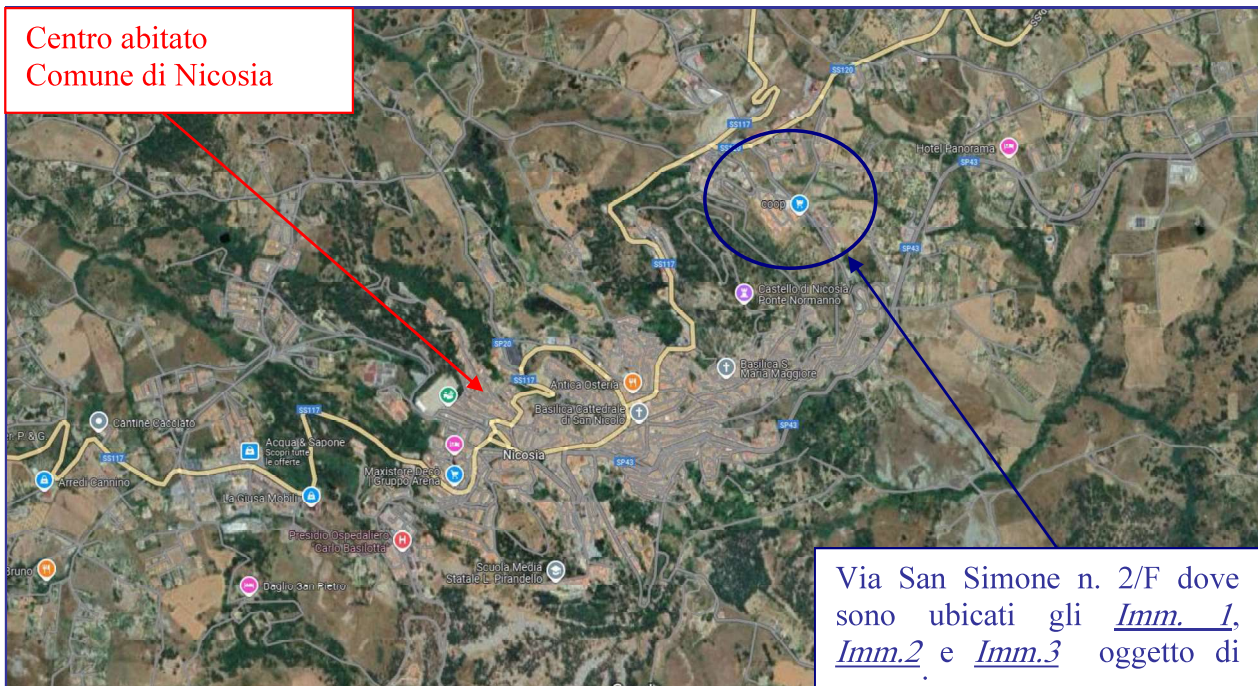 Centro abitato
Comune di Nicosia
SS120
SS117
Hotel Panorama
SP43
coop
SP43
SS117
Castello di Nicosia/
Ponte Normanno
SP20
Basilica S.
Maria Maggiore
SS117
Antica Osteria
Basilica Cattedrale
di San Nicolò
SS117
Cantine Cacciato
SP43
er. P. & G.
Acqua & Sapone
Scopri tutte
le offerte
Nicosia
SS117
SP43
Maxistore Decò
| Gruppo Arena
Arredi Cannino
La Giusa Mobili
Presidio Ospedaliero
"Carlo Basilotta"
Scuola Media
Statale L. Pirandello
Bruno
Baglio San Pietro
Via San Simone n. 2/F dove
sono ubicati gli Imm. 1,
Imm.2 e Imm.3 oggetto di
.